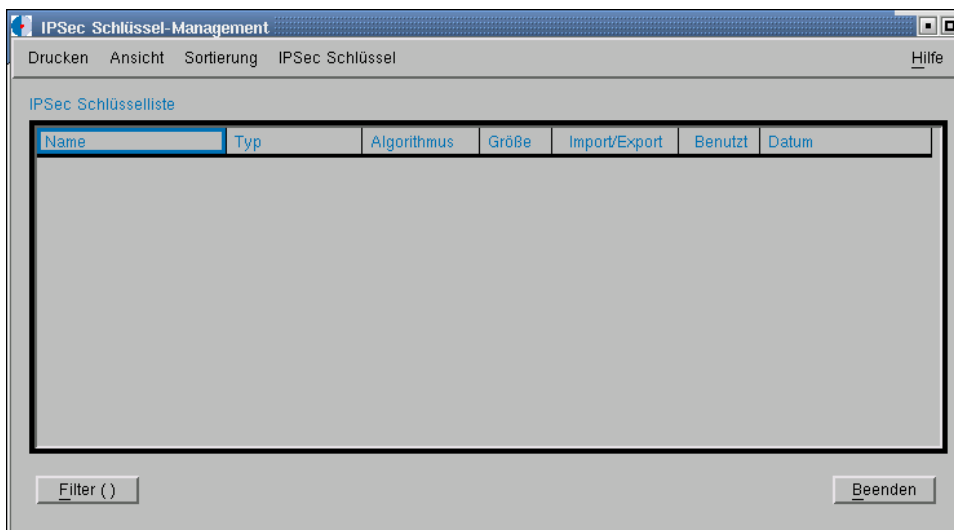 IPSec Schlüssel-Management
Drucken Ansicht Sortierung IPSec Schlüssel Hilfe
IPSec Schlüsselliste
Name Typ Algorithmus Größe Import/Export Benutzt Datum
Filter ( ) Beenden